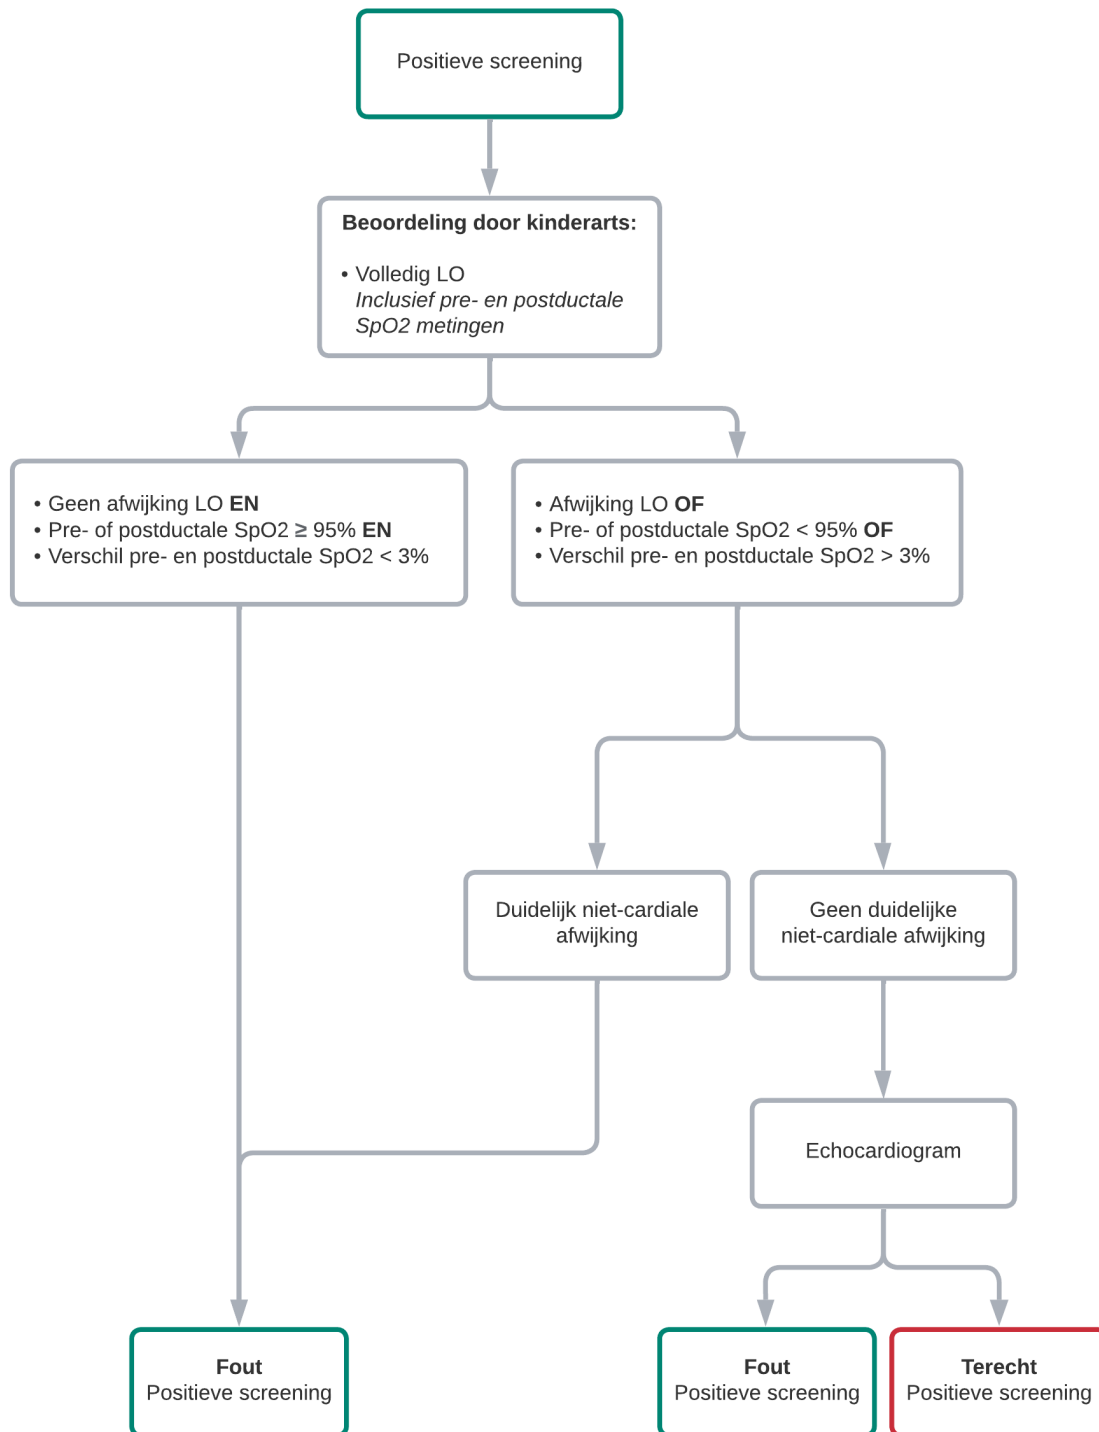 Positieve screening
Beoordeling door kinderarts:
• Volledig LO
Inclusief pre- en postductale
SpO2 metingen
• Geen afwijking LO EN
• Pre- of postductale SpO2 ≥ 95% EN
• Verschil pre- en postductale SpO2 < 3%
• Afwijking LO OF
• Pre- of postductale SpO2 < 95% OF
• Verschil pre- en postductale SpO2 > 3%
Duidelijk niet-cardiale
afwijking
Geen duidelijke
niet-cardiale afwijking
Echocardiogram
Fout
Positieve screening
Fout
Positieve screening
Terecht
Positieve screening